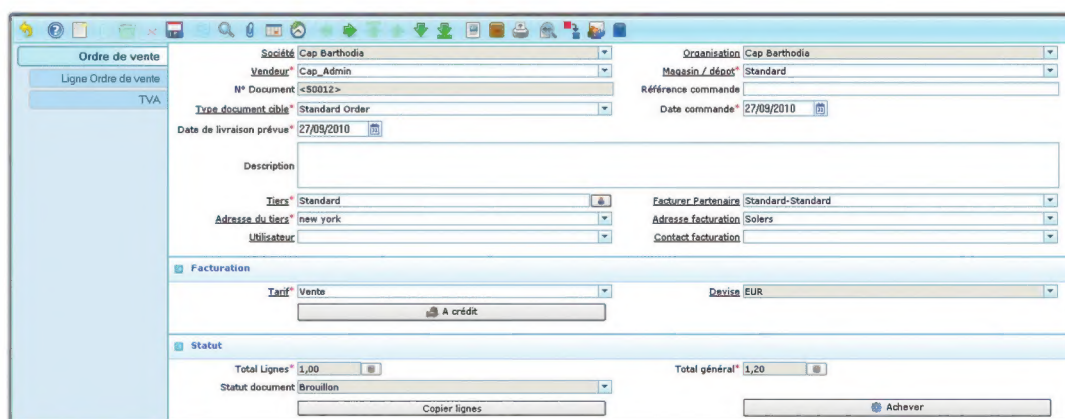 Ordre de vente
Ligne Ordre de vente
TVA
Société Cap Barthodia Organisation Cap Barthodia
Vendeur* Cap_Admin Magasin / dépot* Standard
N° Document <50012> Référence commande
Type document cible* Standard Order Date commande* 27/09/2010
Date de livraison prévue* 27/09/2010
Description
Tiers* Standard Facturer Partenaire Standard-Standard
Adresse du tiers* new york Adresse facturation Solers
Utilisateur Contact facturation
Facturation
Tarif* Vente Devise EUR
A crédit
Statut
Total Lignes* 1,00 Total général* 1,20
Statut document Brouillon
Copier lignes Achever